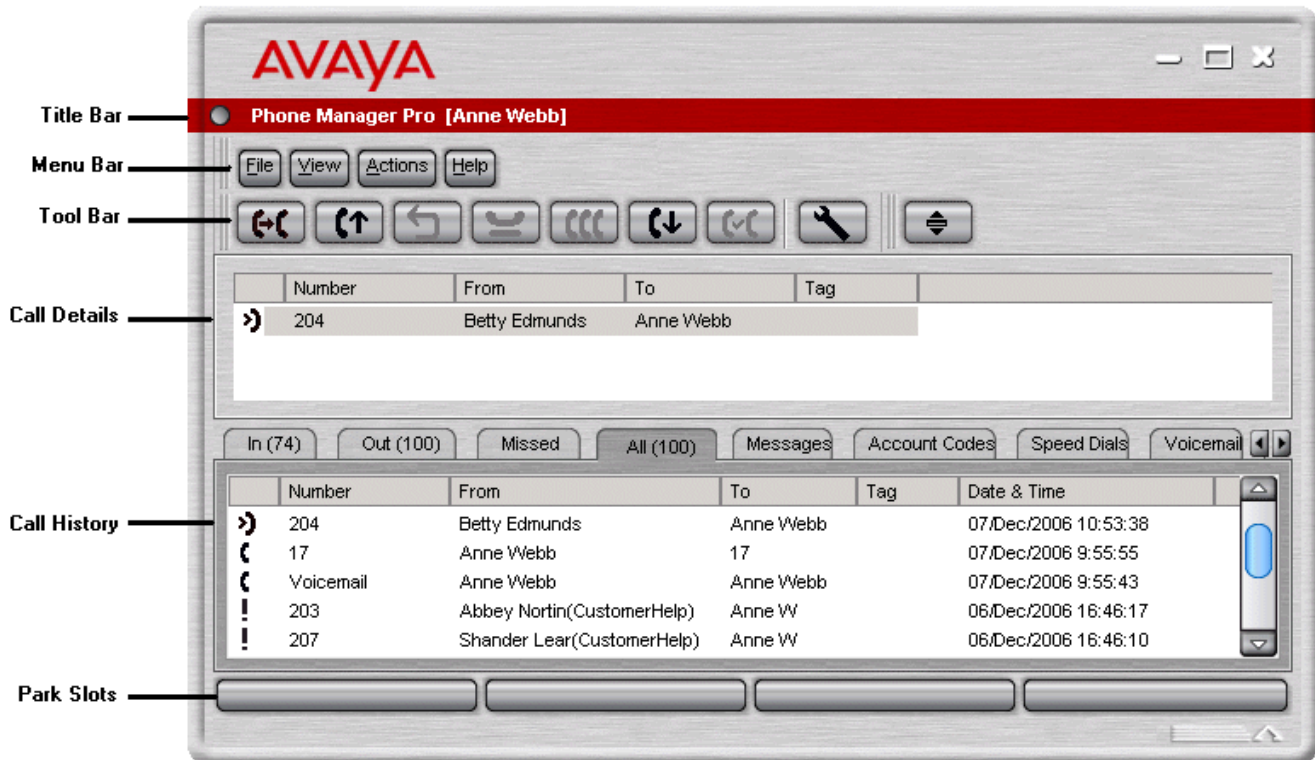 AVAYA
Title Bar
Phone Manager Pro [Anne Webb]
Menu Bar
File View Actions Help
Tool Bar
Number From To Tag
Call Details
204 Betty Edmunds Anne Webb
In (74) Out (100) Missed All (100) Messages Account Codes Speed Dials Voicemail
Number From To Tag Date & Time
Call History
204 Betty Edmunds Anne Webb 07/Dec/2006 10:53:38
17 Anne Webb 17 07/Dec/2006 9:55:55
Voicemail Anne Webb Anne Webb 07/Dec/2006 9:55:43
203 Abbey Nortin(CustomerHelp) Anne W 06/Dec/2006 16:46:17
207 Shander Lear(CustomerHelp) Anne W 06/Dec/2006 16:46:10
Park Slots